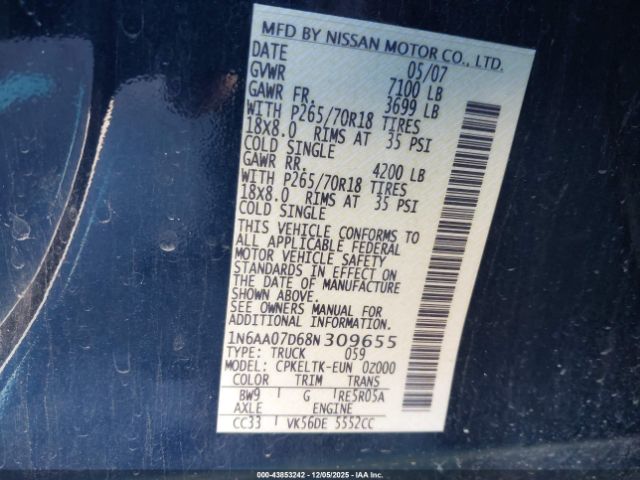 MFD BY NISSAN MOTOR CO., LTD.
DATE 05/07
GVWR 7100 LB
GAWR FR. 3699 LB
WITH P265/70R18 TIRES
18X8.0 RIMS AT 35 PSI
COLD SINGLE
GAWR RR. 4200 LB
WITH P265/70R18 TIRES
18X8.0 RIMS AT 35 PSI
COLD SINGLE
THIS VEHICLE CONFORMS TO
ALL APPLICABLE FEDERAL
MOTOR VEHICLE SAFETY
STANDARDS IN EFFECT ON
THE DATE OF MANUFACTURE
SHOWN ABOVE.
SEE OWNERS MANUAL FOR
ADDITIONAL INFORMATION.
1N6AA07D68N309655
TYPE: TRUCK 059
MODEL: CPKELTK-EUN 0Z000
COLOR TRIM TRANS
BW9 G RE5R05A
AXLE ENGINE
CC33 VK56DE 5552CC
00-43853242 - 12/05/2025 - IAA Inc.